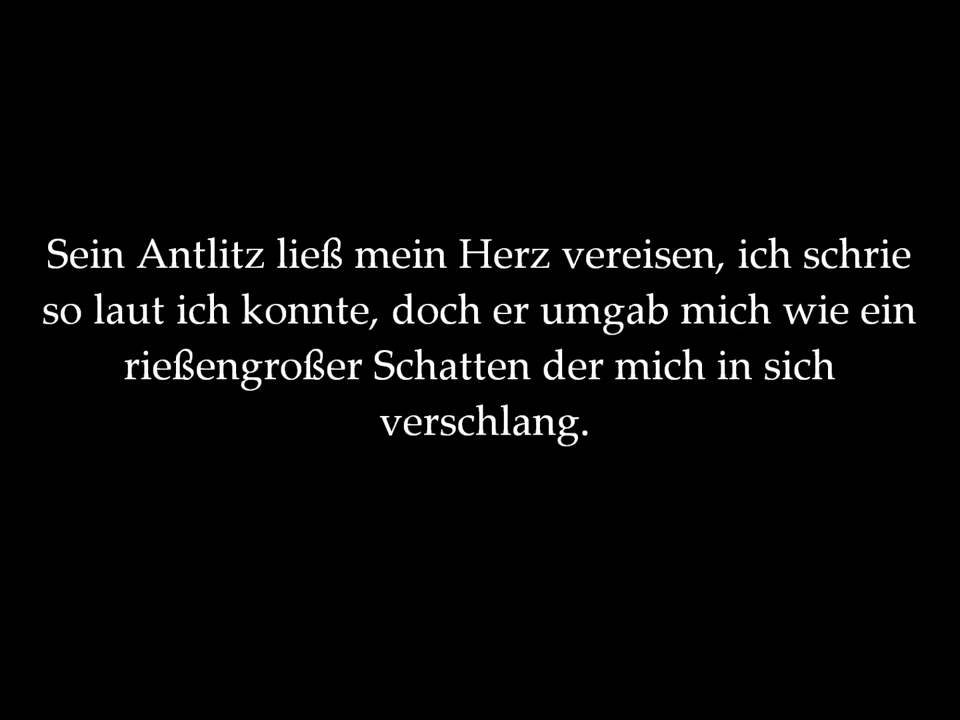 Sein Antlitz ließ mein Herz vereisen, ich schrie
so laut ich konnte, doch er umgab mich wie ein
rießengroßer Schatten der mich in sich
verschlang.